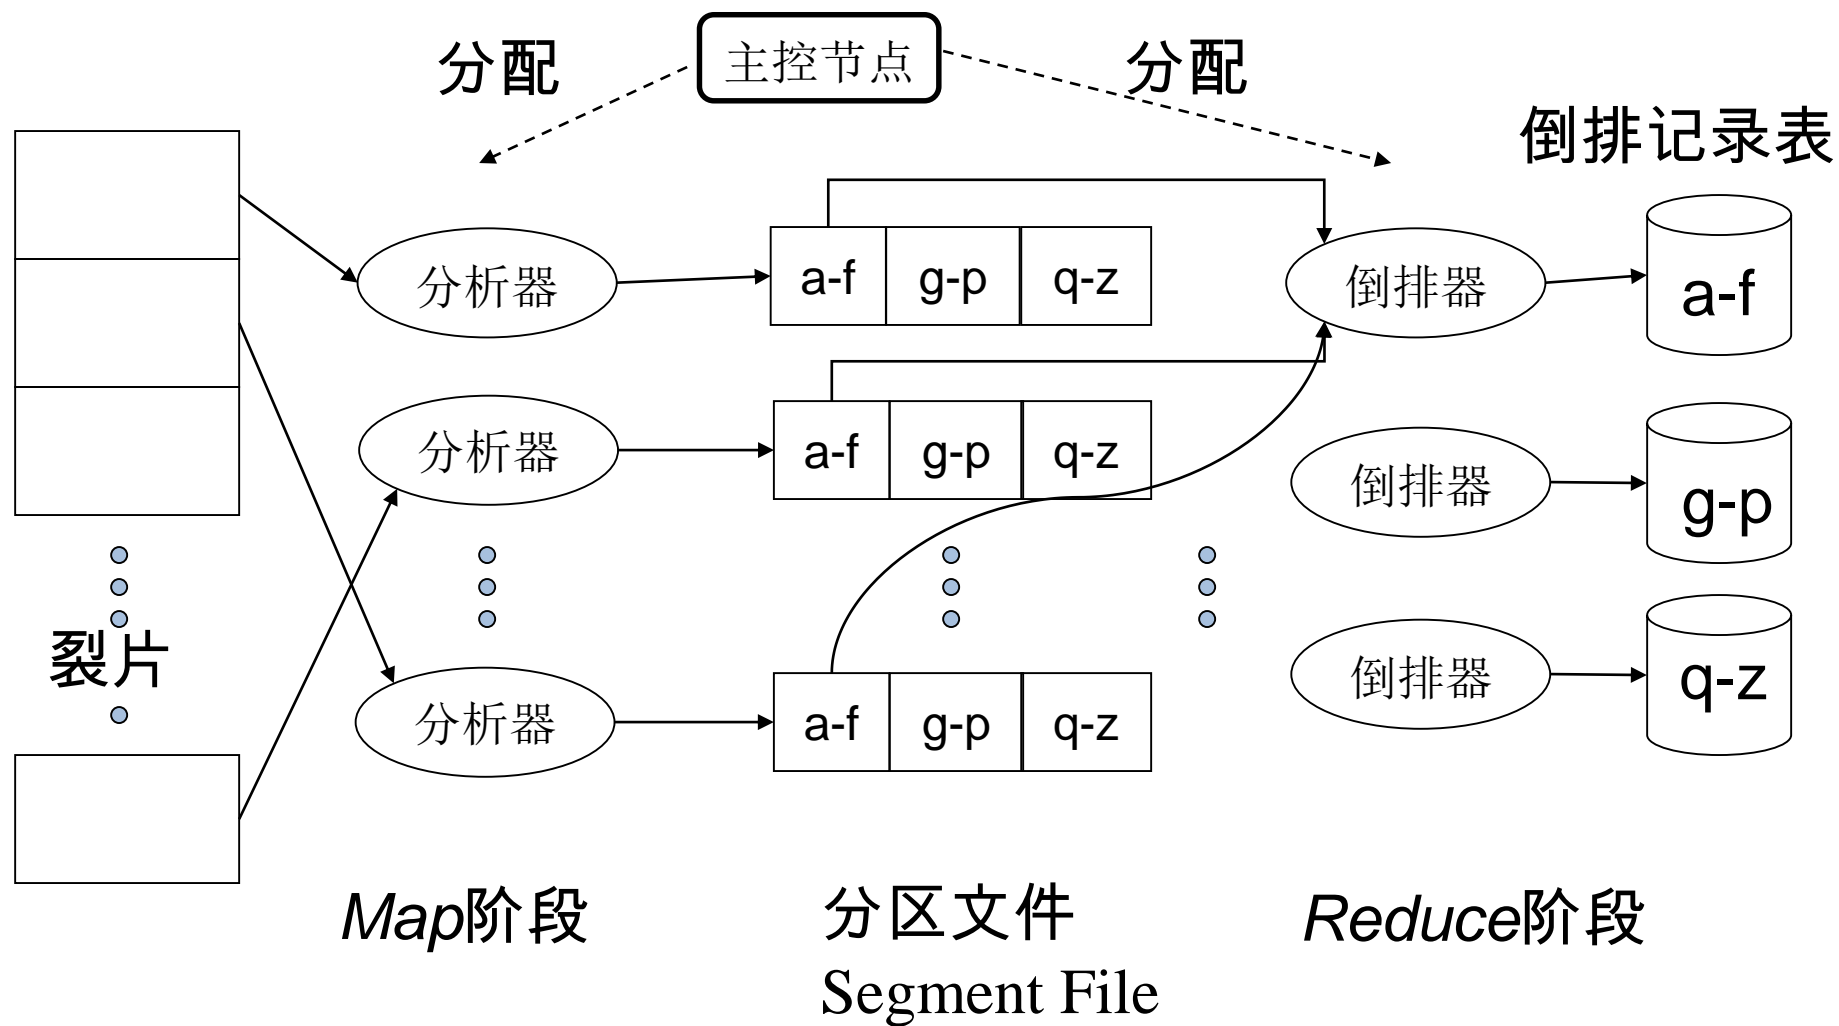 分配
主控节点
分配
倒排记录表
分析器
a-f
g-p
q-z
倒排器
a-f
分析器
a-f
g-p
q-z
倒排器
g-p
裂片
分析器
a-f
g-p
q-z
倒排器
q-z
Map阶段
分区文件
Segment File
Reduce阶段